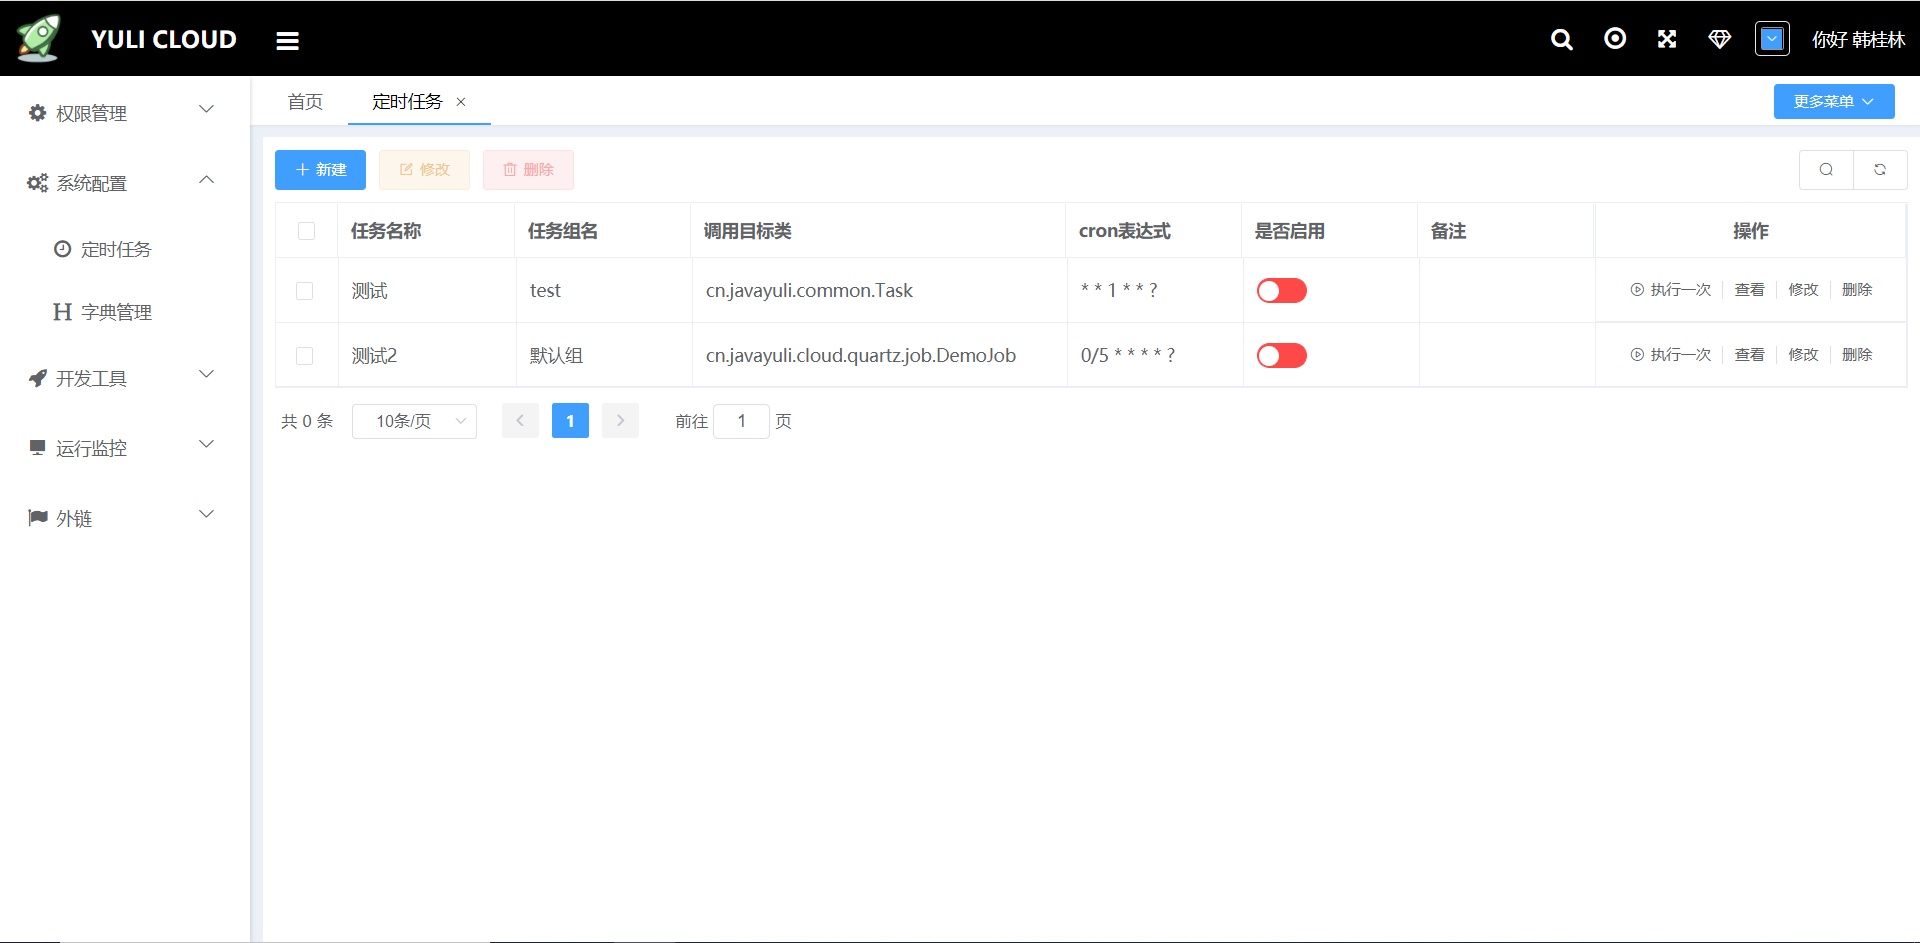 YULI CLOUD
你好 韩桂林
权限管理
系统配置
定时任务
字典管理
开发工具
运行监控
外链
首页 定时任务
更多菜单
新建 修改 删除
任务名称 任务组名 调用目标类 cron表达式 是否启用 备注 操作
测试 test cn.javayuli.common.Task * * 1 * * ? 执行一次 查看 修改 删除
测试2 默认组 cn.javayuli.cloud.quartz.job.DemoJob 0/5 * * * * ? 执行一次 查看 修改 删除
共 0 条 10条/页 1 前往 1 页